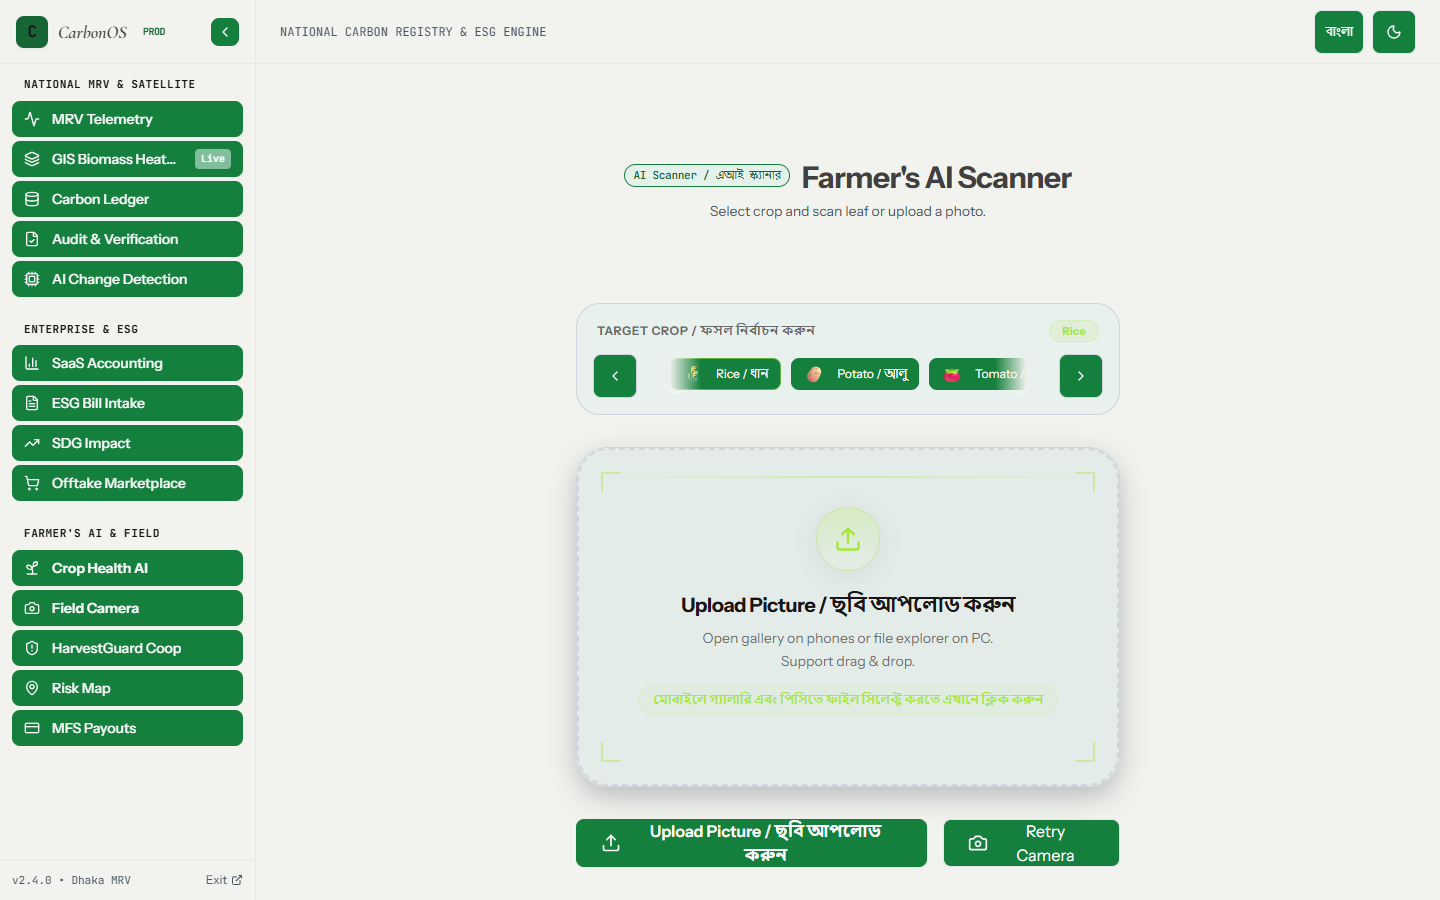 C CarbonOS PROD
NATIONAL CARBON REGISTRY & ESG ENGINE
বাংলা
NATIONAL MRV & SATELLITE
MRV Telemetry
GIS Biomass Heat... Live
Carbon Ledger
Audit & Verification
AI Change Detection
ENTERPRISE & ESG
SaaS Accounting
ESG Bill Intake
SDG Impact
Offtake Marketplace
FARMER'S AI & FIELD
Crop Health AI
Field Camera
HarvestGuard Coop
Risk Map
MFS Payouts
v2.4.0 • Dhaka MRV
Exit
AI Scanner / এআই স্ক্যানার
Farmer's AI Scanner
Select crop and scan leaf or upload a photo.
TARGET CROP / ফসল নির্বাচন করুন
Rice
Rice / ধান
Potato / আলু
Tomato /
Upload Picture / ছবি আপলোড করুন
Open gallery on phones or file explorer on PC.
Support drag & drop.
মোবাইলে গ্যালারি এবং পিসিতে ফাইল সিলেক্ট করতে এখানে ক্লিক করুন
Upload Picture / ছবি আপলোড
করুন
Retry
Camera